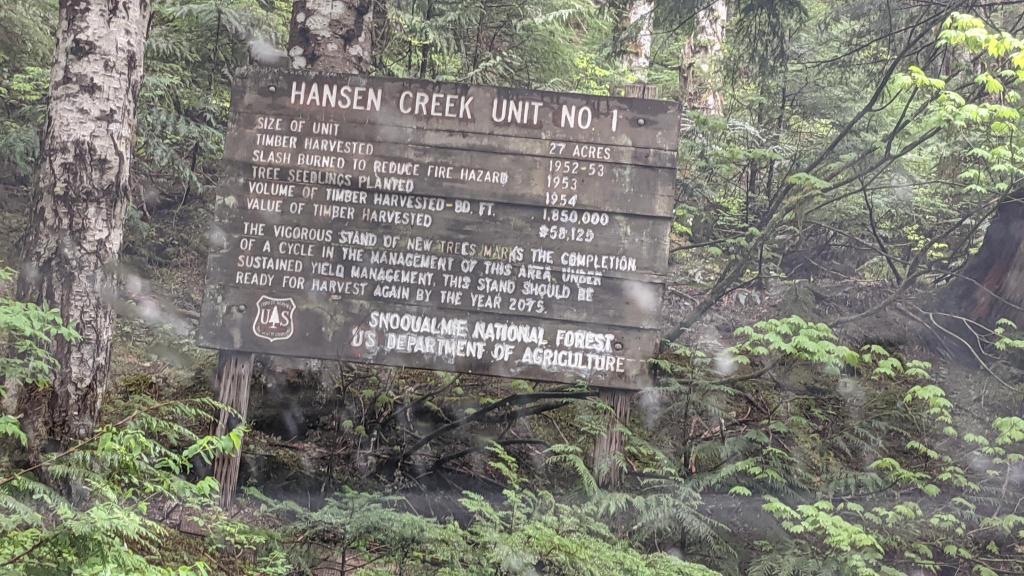 HANSEN CREEK UNIT NO. 1
SIZE OF UNIT 27 ACRES
TIMBER HARVESTED 1952-53
SLASH BURNED TO REDUCE FIRE HAZARD 1953
TREE SEEDLINGS PLANTED 1954
VOLUME OF TIMBER HARVESTED-BD. FT. 1,850,000
VALUE OF TIMBER HARVESTED $58,125
THE VIGOROUS STAND OF NEW TREES MARKS THE COMPLETION
OF A CYCLE IN THE MANAGEMENT OF THIS AREA UNDER
SUSTAINED YIELD MANAGEMENT, THIS STAND SHOULD BE
READY FOR HARVEST AGAIN BY THE YEAR 2075.
UAS
SNOQUALMIE NATIONAL FOREST
US DEPARTMENT OF AGRICULTURE